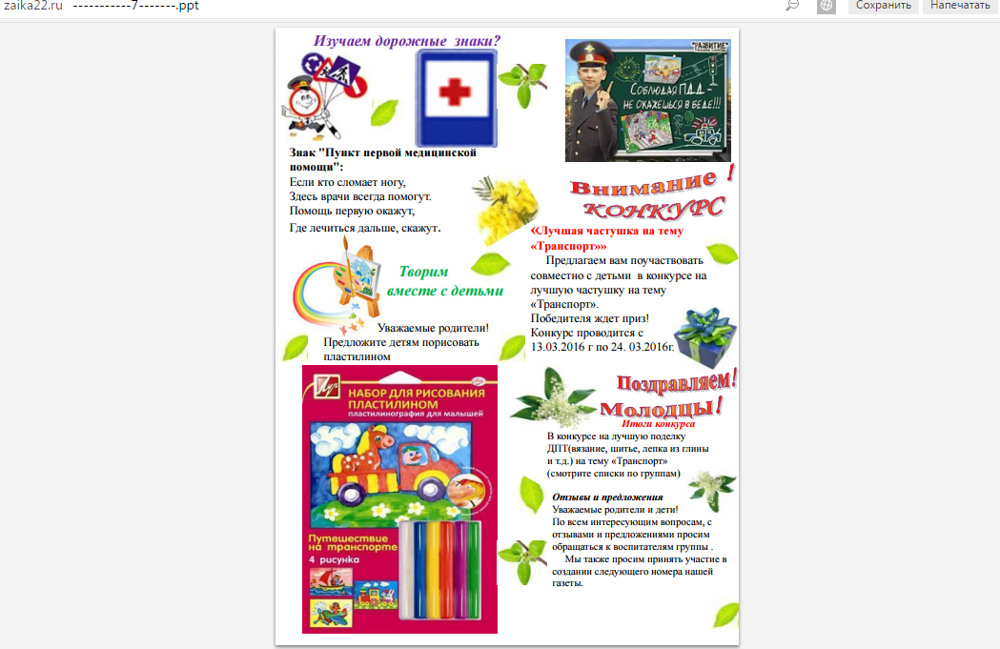 zaika22.ru -----------7-------.ppt
Сохранить
Напечатать
Изучаем дорожные знаки?
Знак "Пункт первой медицинской
помощи":
Если кто сломает ногу,
Здесь врачи всегда помогут.
Помощь первую окажут,
Где лечиться дальше, скажут.
Творим
вместе с детьми
Уважаемые родители!
Предложите детям порисовать
пластилином
Луч
НАБОР ДЛЯ РИСОВАНИЯ
ПЛАСТИЛИНОМ
пластилинография для малышей
Путешествие
на транспорте
4 рисунка
"РАЗВИТИЕ"
Соблюдая ПДД -
не окажешься в беде!!!
Внимание !
КОНКУРС
«Лучшая частушка на тему
«Транспорт»»
Предлагаем вам поучаствовать
совместно с детьми в конкурсе на
лучшую частушку на тему
«Транспорт».
Победителя ждет приз!
Конкурс проводится с
13.03.2016 г по 24. 03.2016г.
Поздравляем!
Молодцы!
Итоги конкурса
В конкурсе на лучшую поделку
ДПТ(вязание, шитье, лепка из глины
и т.д.) на тему «Транспорт»
(смотрите списки по группам)
Отзывы и предложения
Уважаемые родители и дети!
По всем интересующим вопросам, с
отзывами и предложениями просим
обращаться к воспитателям группы .
Мы также просим принять участие в
создании следующего номера нашей
газеты.